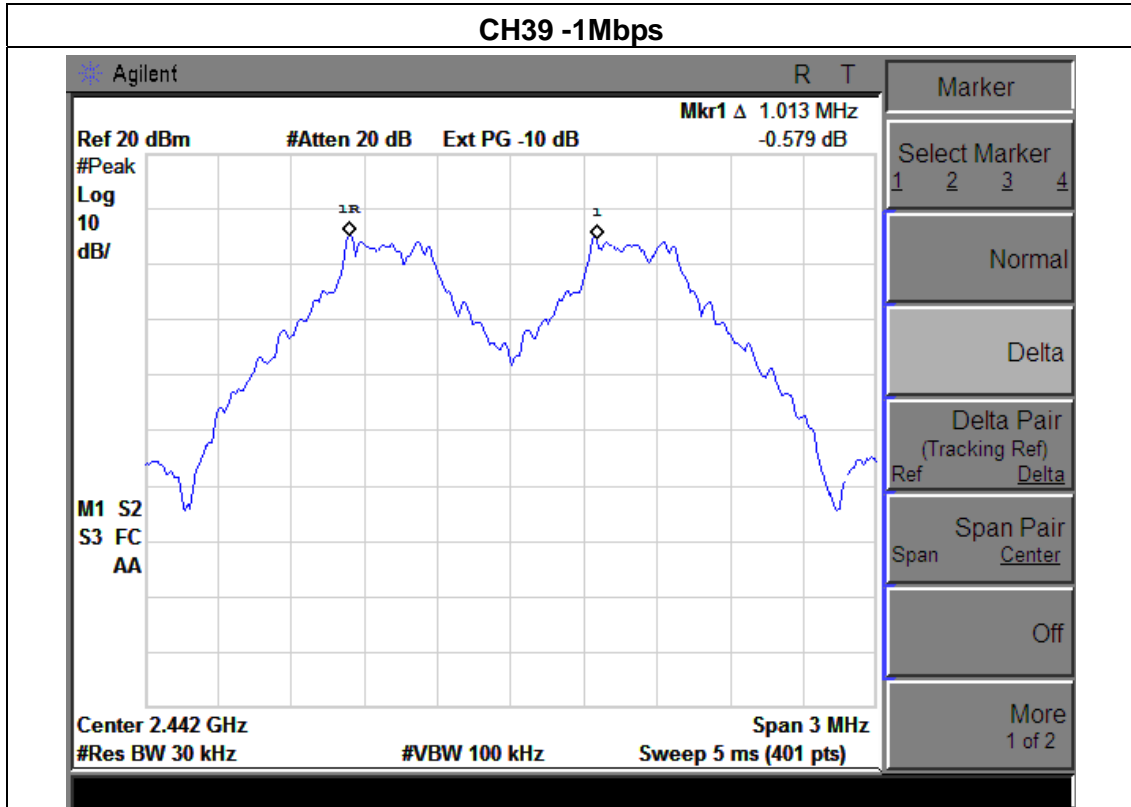 CH39 -1Mbps
Agilent R T
Mkr1 Δ 1.013 MHz
Ref 20 dBm #Atten 20 dB Ext PG -10 dB -0.579 dB
#Peak
Log
10
dB/
1R
1
M1 S2
S3 FC
AA
Center 2.442 GHz Span 3 MHz
#Res BW 30 kHz #VBW 100 kHz Sweep 5 ms (401 pts)
Marker
Select Marker
1 2 3 4
Normal
Delta
Delta Pair
(Tracking Ref)
Ref Delta
Span Pair
Span Center
Off
More
1 of 2